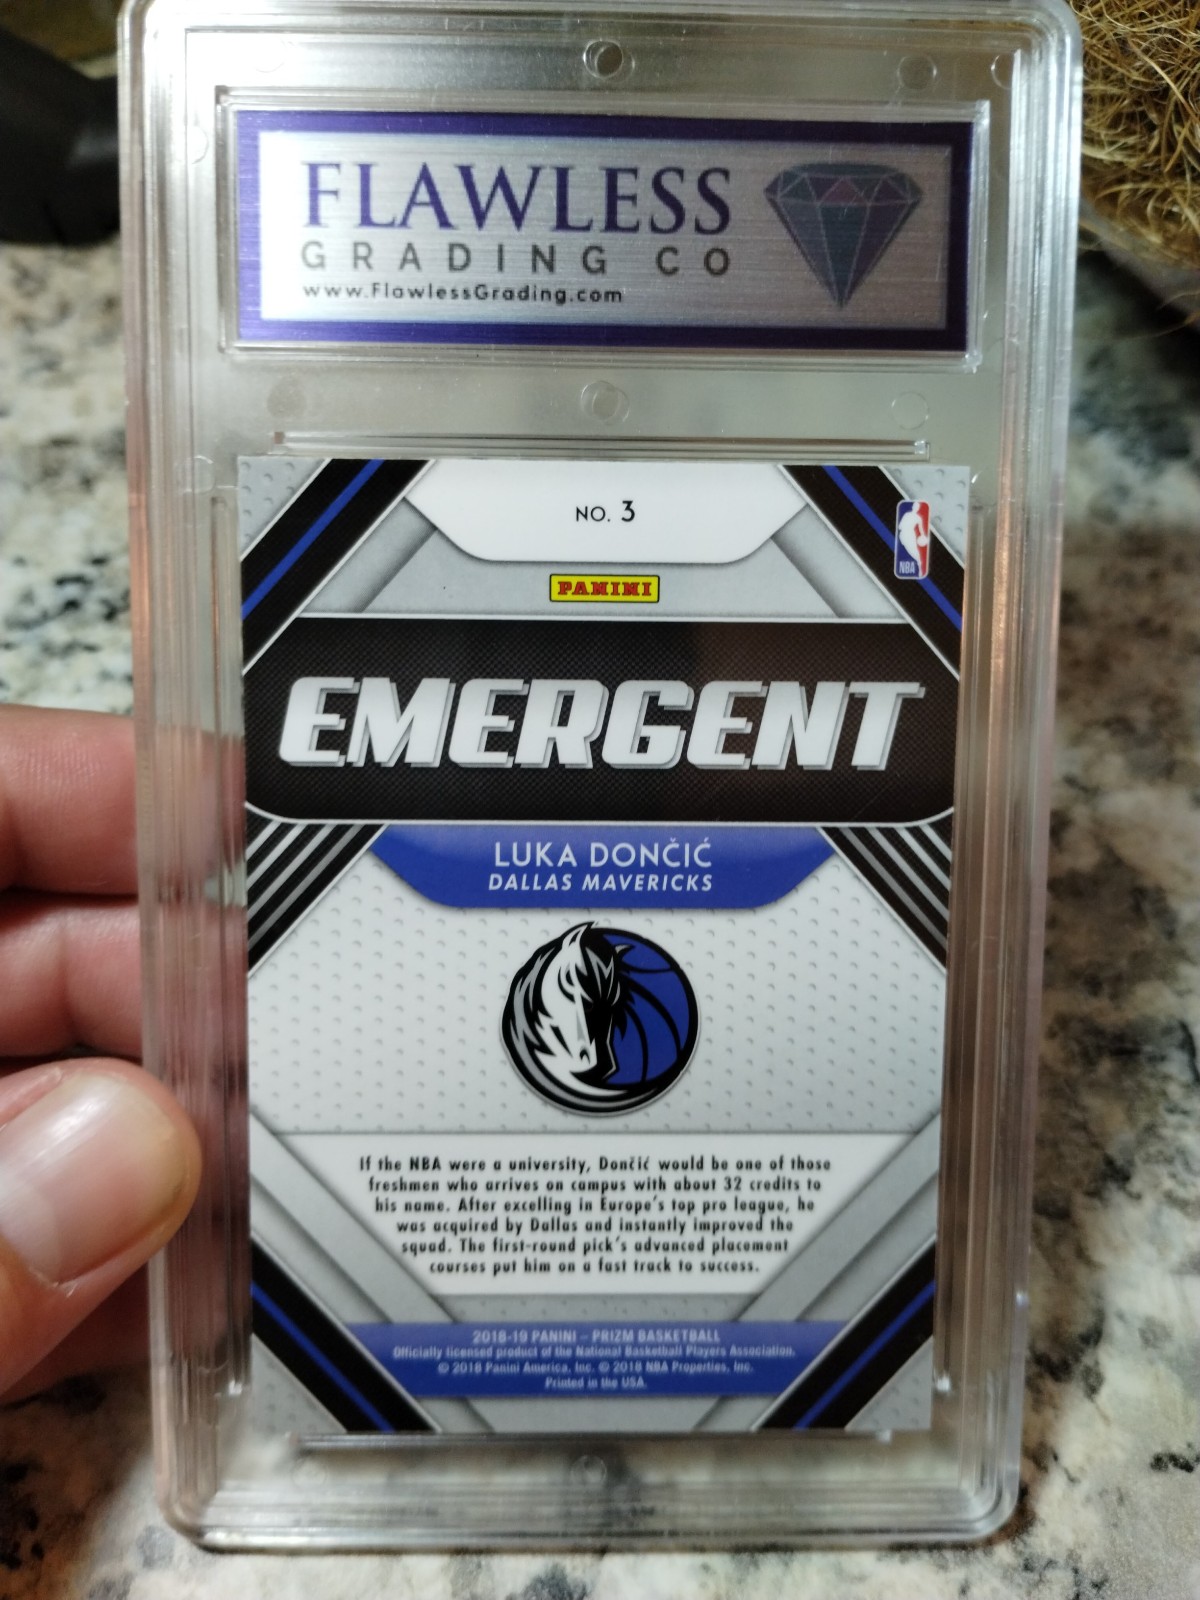 FLAWLESS
GRADING CO
www.FlawlessGrading.com
NO. 3
NBA
PANINI
EMERGENT
LUKA DONČIĆ
DALLAS MAVERICKS
If the NBA were a university, Dončić would be one of those
freshmen who arrives on campus with about 32 credits to
his name. After excelling in Europe's top pro league, he
was acquired by Dallas and instantly improved the
squad. The first-round pick's advanced placement
courses put him on a fast track to success.
2018-19 PANINI – PRIZM BASKETBALL
Officially licensed product of the National Basketball Players Association.
© 2018 Panini America, Inc. © 2018 NBA Properties, Inc.
Printed in the USA.